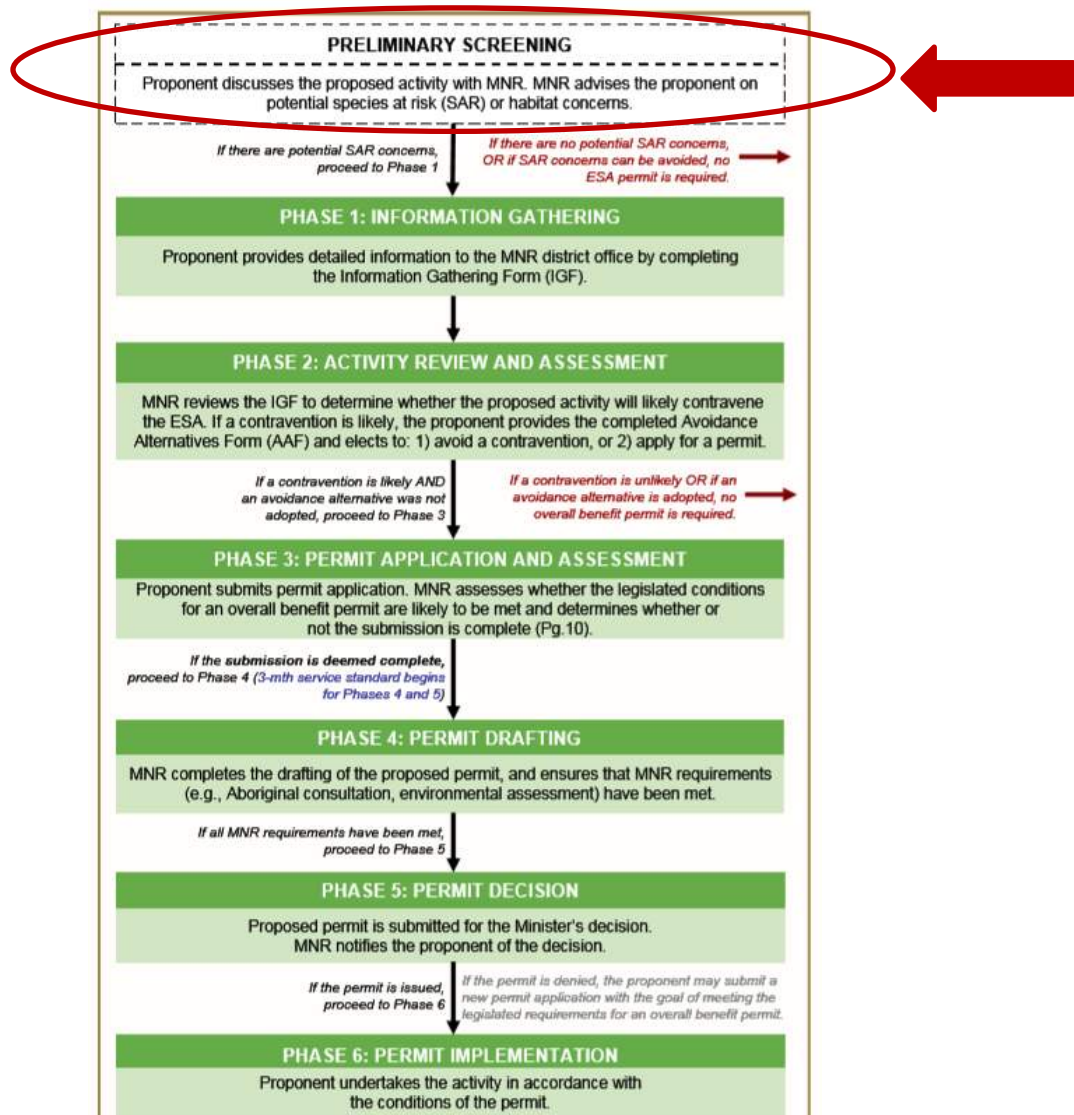 PRELIMINARY SCREENING
Proponent discusses the proposed activity with MNR. MNR advises the proponent on
potential species at risk (SAR) or habitat concerns.
If there are potential SAR concerns,
proceed to Phase 1
If there are no potential SAR concerns,
OR if SAR concerns can be avoided, no
ESA permit is required.
PHASE 1: INFORMATION GATHERING
Proponent provides detailed information to the MNR district office by completing
the Information Gathering Form (IGF).
PHASE 2: ACTIVITY REVIEW AND ASSESSMENT
MNR reviews the IGF to determine whether the proposed activity will likely contravene
the ESA. If a contravention is likely, the proponent provides the completed Avoidance
Alternatives Form (AAF) and elects to: 1) avoid a contravention, or 2) apply for a permit.
If a contravention is likely AND
an avoidance alternative was not
adopted, proceed to Phase 3
If a contravention is unlikely OR if an
avoidance alternative is adopted, no
overall benefit permit is required.
PHASE 3: PERMIT APPLICATION AND ASSESSMENT
Proponent submits permit application. MNR assesses whether the legislated conditions
for an overall benefit permit are likely to be met and determines whether or
not the submission is complete (Pg.10).
If the submission is deemed complete,
proceed to Phase 4 (3-mth service standard begins
for Phases 4 and 5)
PHASE 4: PERMIT DRAFTING
MNR completes the drafting of the proposed permit, and ensures that MNR requirements
(e.g., Aboriginal consultation, environmental assessment) have been met.
If all MNR requirements have been met,
proceed to Phase 5
PHASE 5: PERMIT DECISION
Proposed permit is submitted for the Minister's decision.
MNR notifies the proponent of the decision.
If the permit is issued,
proceed to Phase 6
If the permit is denied, the proponent may submit a
new permit application with the goal of meeting the
legislated requirements for an overall benefit permit.
PHASE 6: PERMIT IMPLEMENTATION
Proponent undertakes the activity in accordance with
the conditions of the permit.